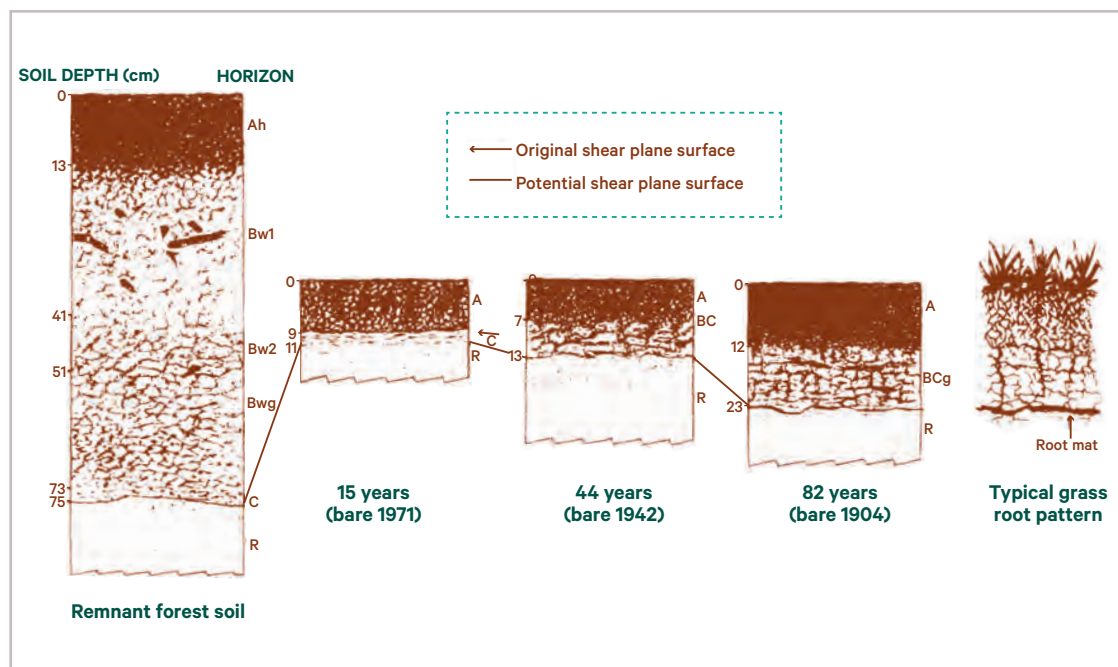 SOIL DEPTH (cm) HORIZON
0
Ah
13
Bw1
41
Bw2
51
Bwg
73
75
C
R
Remnant forest soil
Original shear plane surface
Potential shear plane surface
0
A
9
C
11
R
15 years
(bare 1971)
A
7
BC
13
R
44 years
(bare 1942)
0
A
12
BCg
23
R
82 years
(bare 1904)
Root mat
Typical grass
root pattern